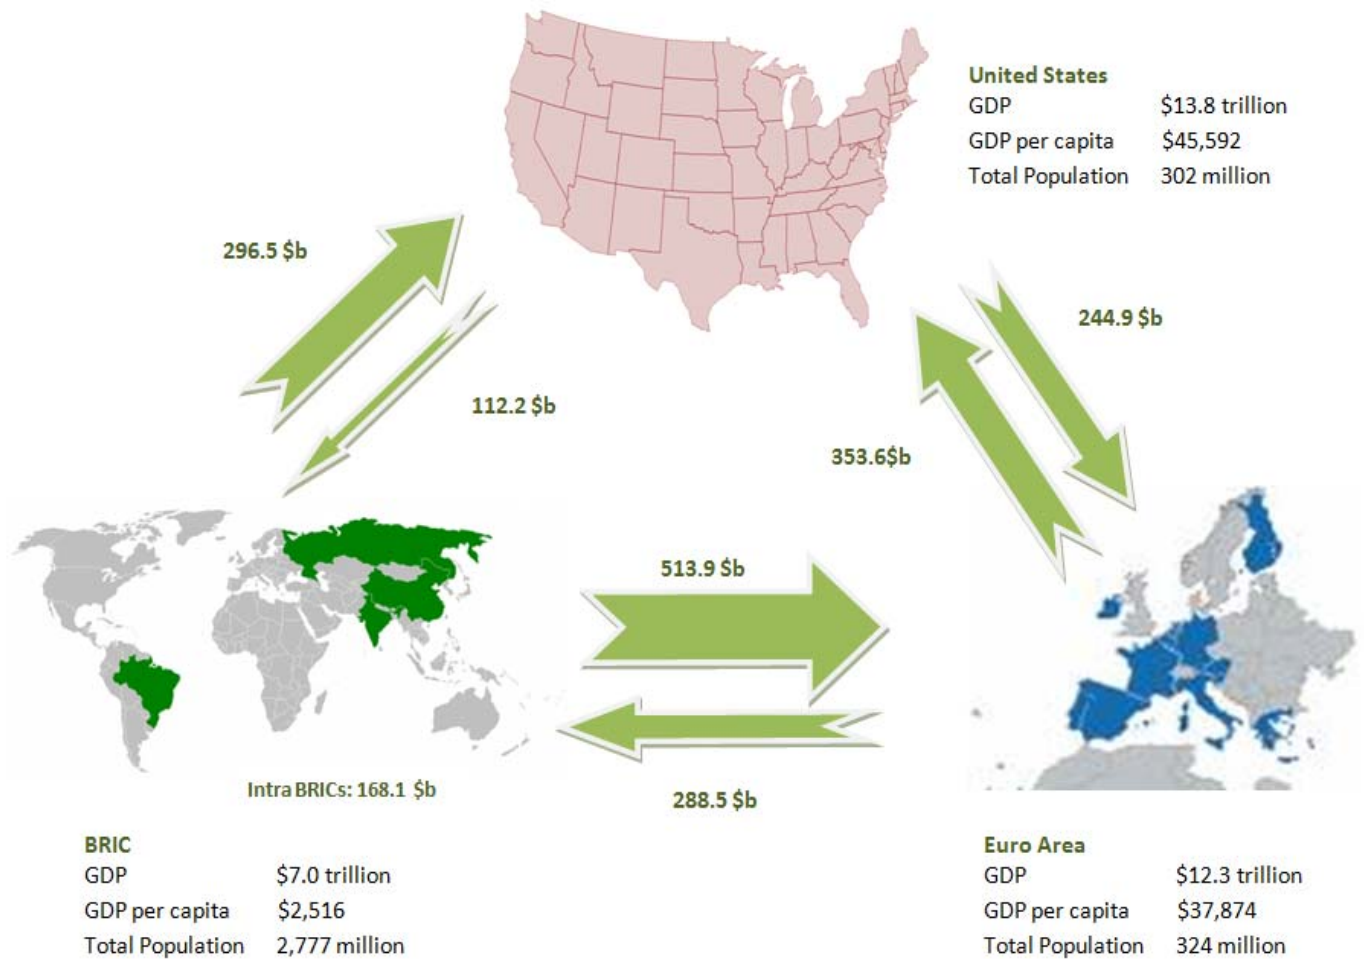 United States
GDP $13.8 trillion
GDP per capita $45,592
Total Population 302 million
296.5 $b
112.2 $b
244.9 $b
353.6$b
513.9 $b
288.5 $b
Intra BRICs: 168.1 $b
BRIC
GDP $7.0 trillion
GDP per capita $2,516
Total Population 2,777 million
Euro Area
GDP $12.3 trillion
GDP per capita $37,874
Total Population 324 million